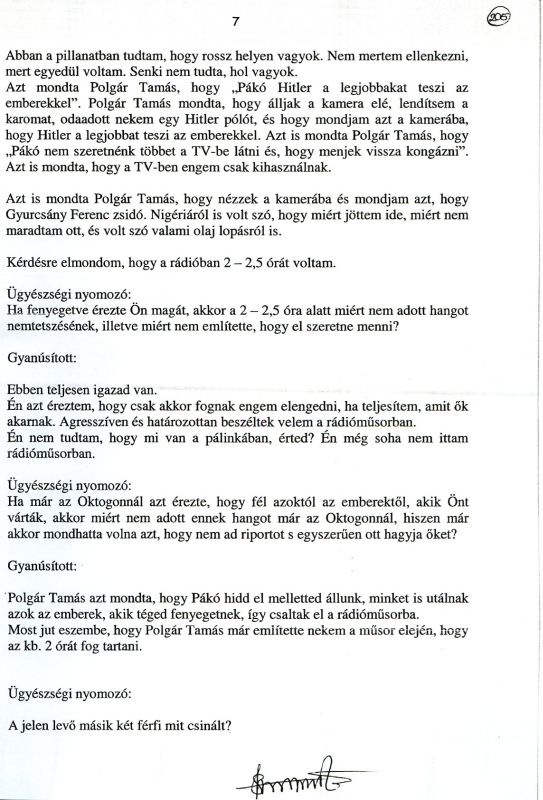 7
205
Abban a pillanatban tudtam, hogy rossz helyen vagyok. Nem mertem ellenkezni,
mert egyedül voltam. Senki nem tudta, hol vagyok.
Azt mondta Polgár Tamás, hogy „Pákó Hitler a legjobbakat teszi az
emberekkel”. Polgár Tamás mondta, hogy álljak a kamera elé, lendítsem a
karomat, odaadott nekem egy Hitler pólót, és hogy mondjam azt a kamerába,
hogy Hitler a legjobbat teszi az emberekkel. Azt is mondta Polgár Tamás, hogy
„Pákó nem szeretnénk többet a TV-be látni és, hogy menjek vissza kongázni”.
Azt is mondta, hogy a TV-ben engem csak kihasználnak.
Azt is mondta Polgár Tamás, hogy nézzek a kamerába és mondjam azt, hogy
Gyurcsány Ferenc zsidó. Nigériáról is volt szó, hogy miért jöttem ide, miért nem
maradtam ott, és volt szó valami olaj lopásról is.
Kérdésre elmondom, hogy a rádióban 2 – 2,5 órát voltam.
Ügyészségi nyomozó:
Ha fenyegetve érezte Ön magát, akkor a 2 – 2,5 óra alatt miért nem adott hangot
nemtetszésének, illetve miért nem említette, hogy el szeretne menni?
Gyanúsított:
Ebben teljesen igazad van.
Én azt éreztem, hogy csak akkor fognak engem elengedni, ha teljesítem, amit ők
akarnak. Agresszíven és határozottan beszéltek velem a rádióműsorban.
Én nem tudtam, hogy mi van a pálinkában, érted? Én még soha nem ittam
rádióműsorban.
Ügyészségi nyomozó:
Ha már az Oktogonnál azt érezte, hogy fél azoktól az emberektől, akik Önt
várták, akkor miért nem adott ennek hangot már az Oktogonnál, hiszen már
akkor mondhatta volna azt, hogy nem ad riportot s egyszerűen ott hagyja őket?
Gyanúsított:
Polgár Tamás azt mondta, hogy Pákó hidd el melletted állunk, minket is utálnak
azok az emberek, akik téged fenyegetnek, így csaltak el a rádióműsorba.
Most jut eszembe, hogy Polgár Tamás már említette nekem a műsor elején, hogy
az kb. 2 órát fog tartani.
Ügyészségi nyomozó:
A jelen levő másik két férfi mit csinált?